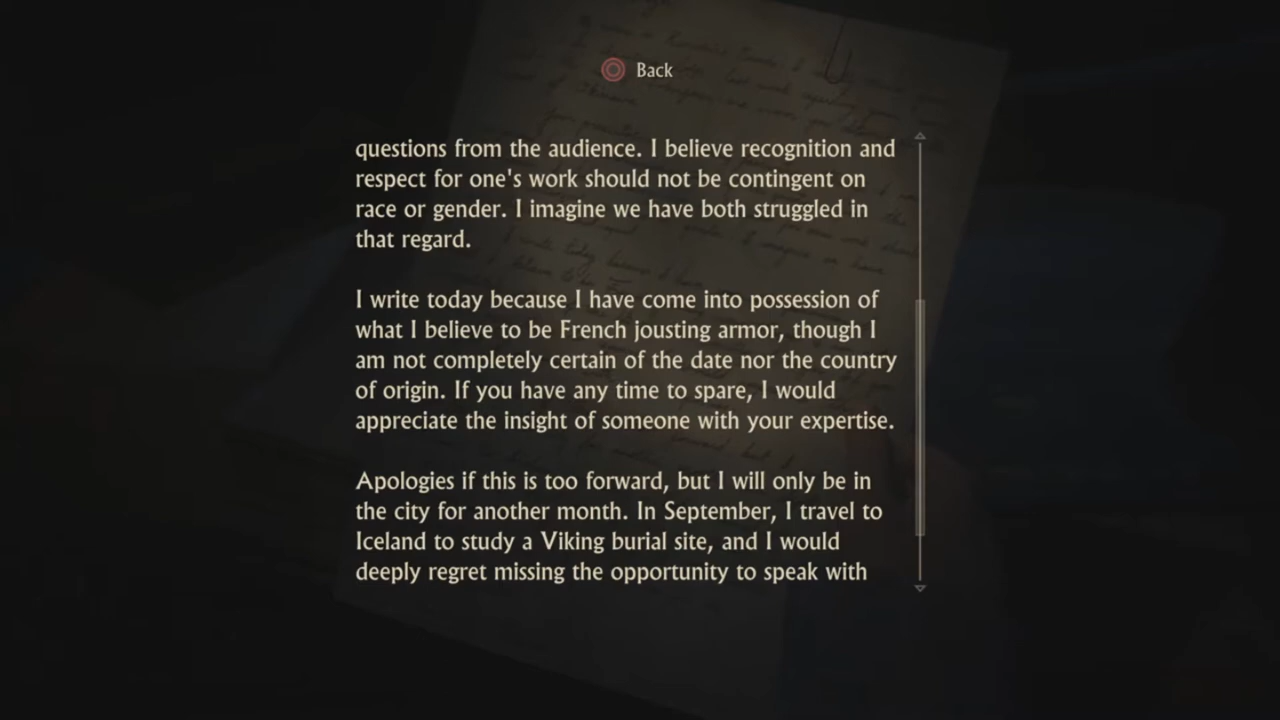 Back
questions from the audience. I believe recognition and
respect for one's work should not be contingent on
race or gender. I imagine we have both struggled in
that regard.
I write today because I have come into possession of
what I believe to be French jousting armor, though I
am not completely certain of the date nor the country
of origin. If you have any time to spare, I would
appreciate the insight of someone with your expertise.
Apologies if this is too forward, but I will only be in
the city for another month. In September, I travel to
Iceland to study a Viking burial site, and I would
deeply regret missing the opportunity to speak with